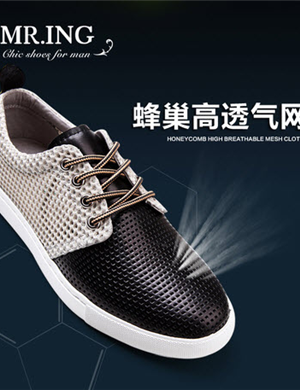 MR.ING
Chic shoes for man
蜂巢高透气网
HONEYCOMB HIGH BREATHABLE MESH CLOT